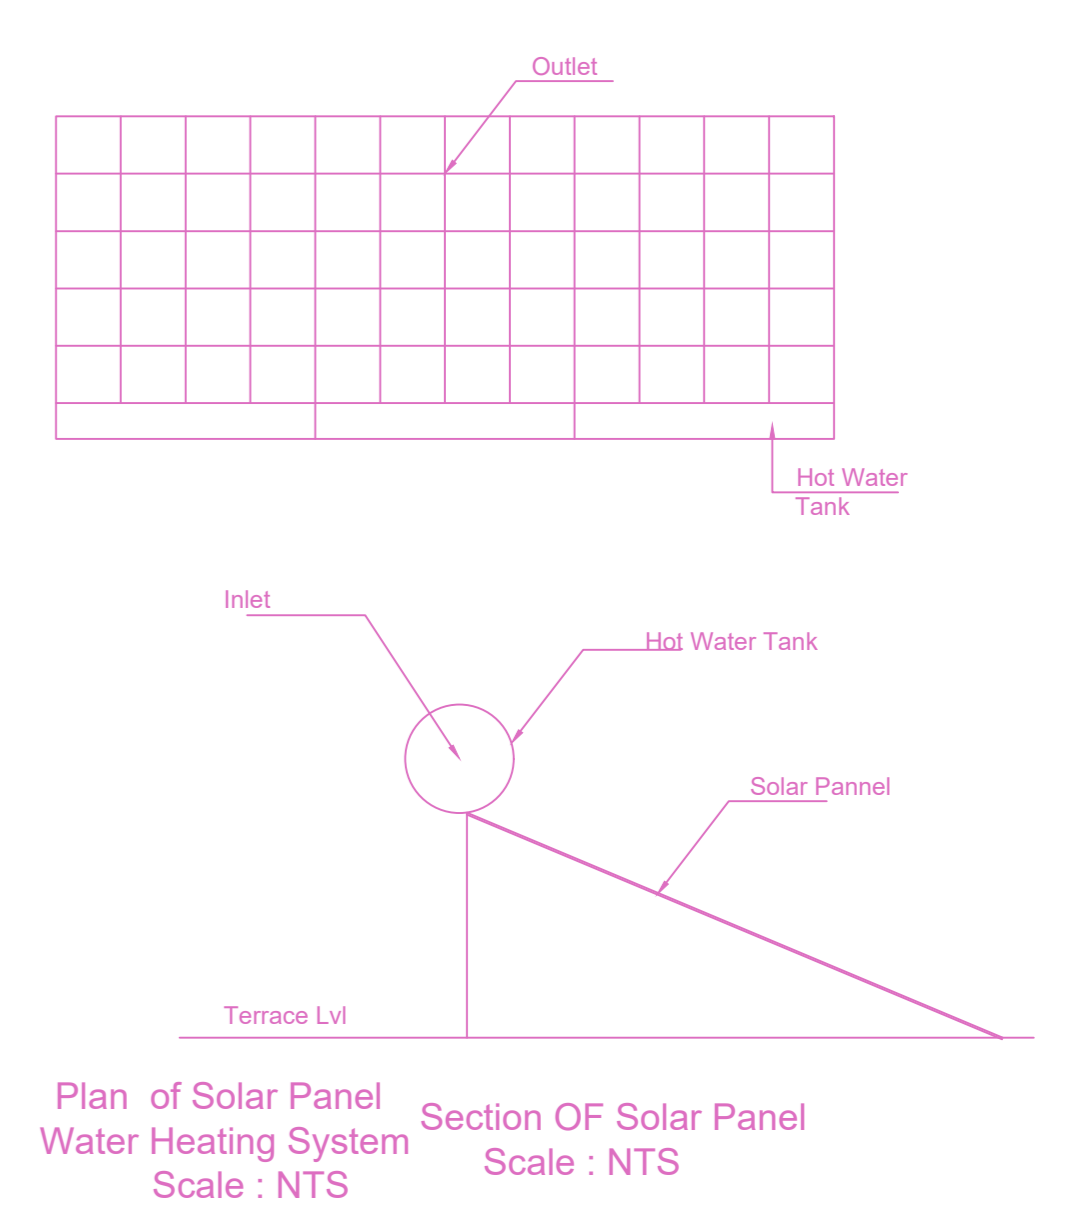 Outlet
Hot Water
Tank
Inlet
Hot Water Tank
Solar Pannel
Terrace Lvl
Plan of Solar Panel
Water Heating System
Scale : NTS
Section OF Solar Panel
Scale : NTS